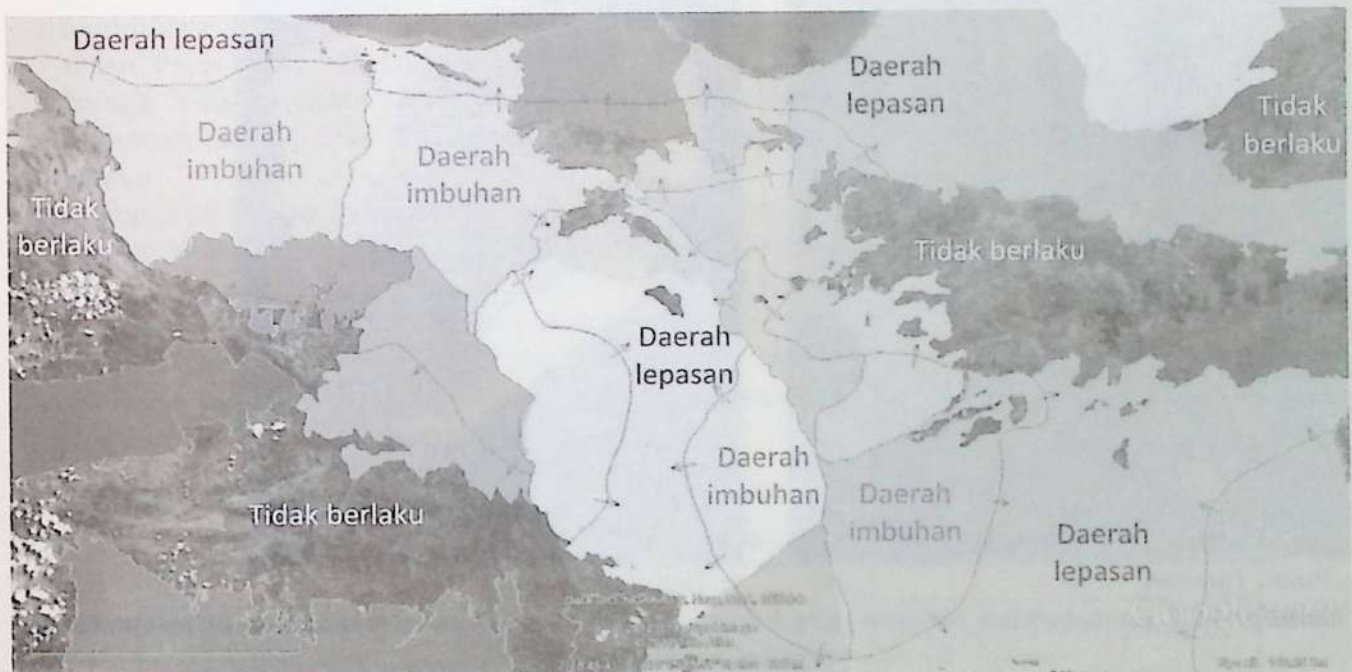 Daerah lepasan
Daerah
lepasan
Tidak
berlaku
Daerah
imbuhan
Daerah
imbuhan
Tidak
berlaku
Tidak berlaku
Daerah
lepasan
Daerah
imbuhan
Daerah
imbuhan
Tidak berlaku
Daerah
lepasan